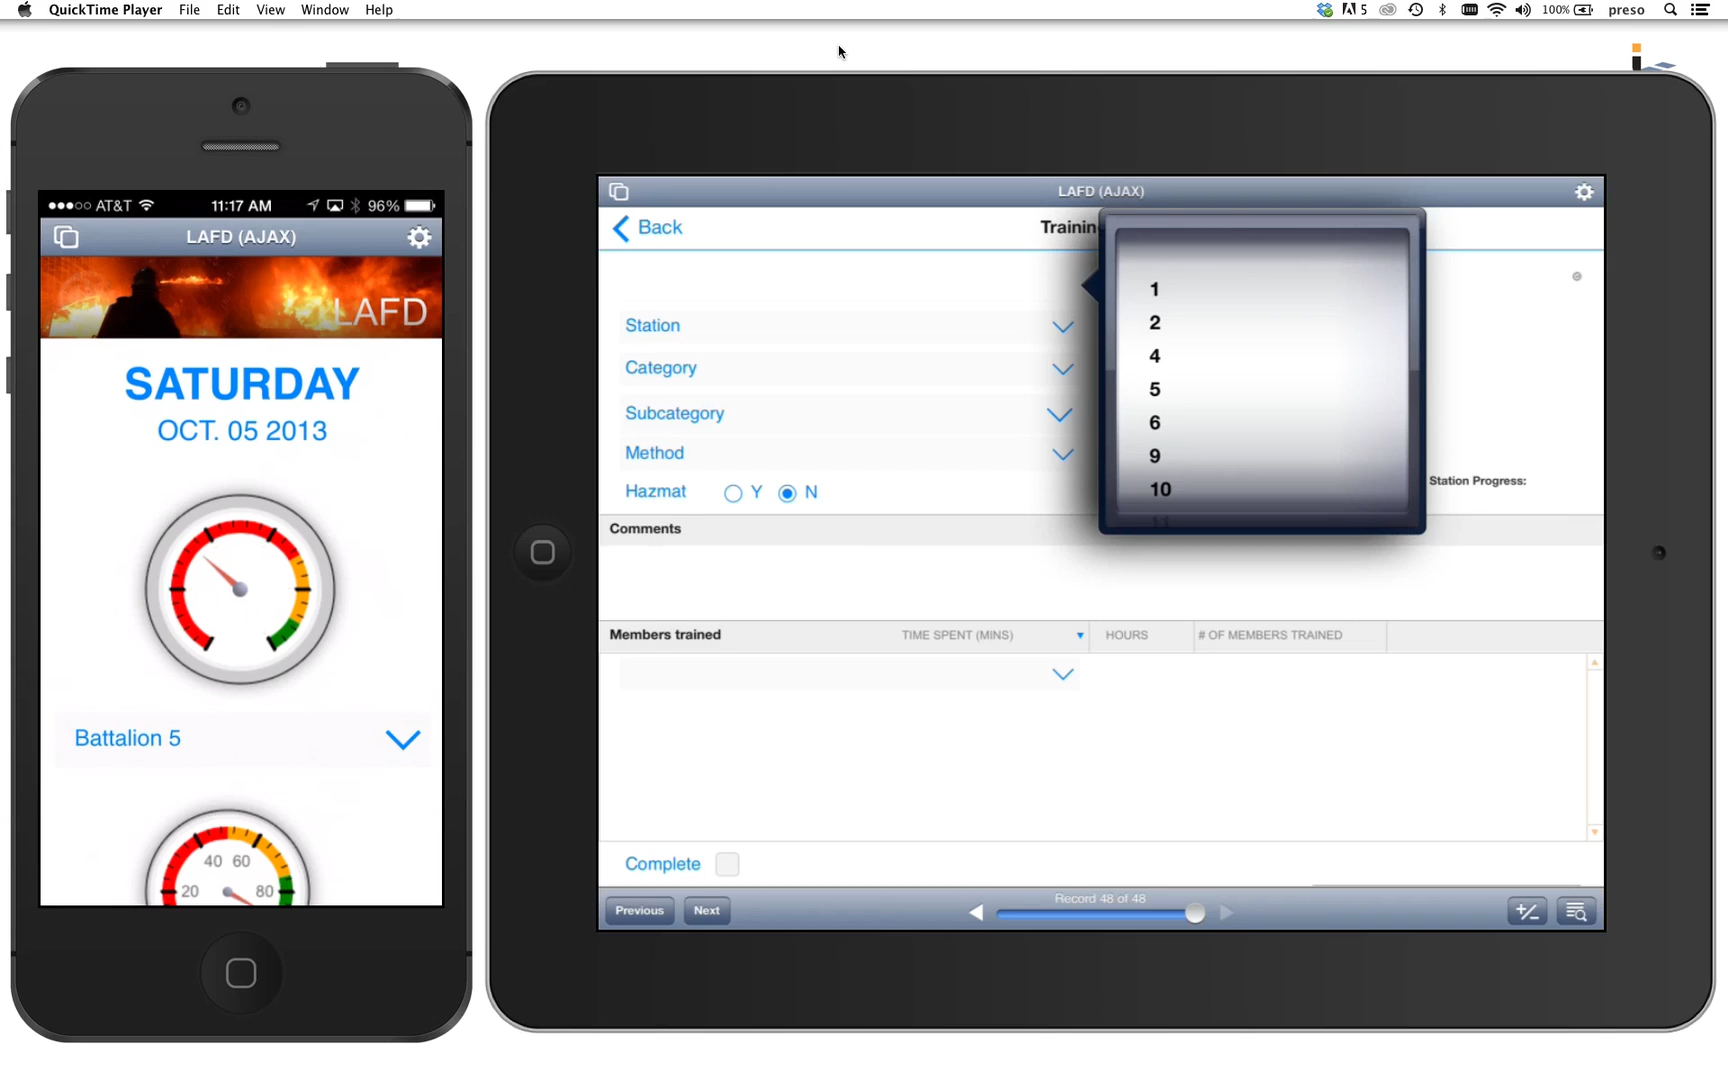 QuickTime Player File Edit View Window Help
5 100% preso
AT&T 11:17 AM 96%
LAFD (AJAX)
LAFD
SATURDAY
OCT. 05 2013
Battalion 5
40 60
20 80
LAFD (AJAX)
Back
Trainin
Station
Category
Subcategory
Method
Hazmat Y N
1
2
4
5
6
9
10
11
Station Progress:
Comments
Members trained TIME SPENT (MINS) HOURS # OF MEMBERS TRAINED
Complete
Record 48 of 48
Previous Next
+/-